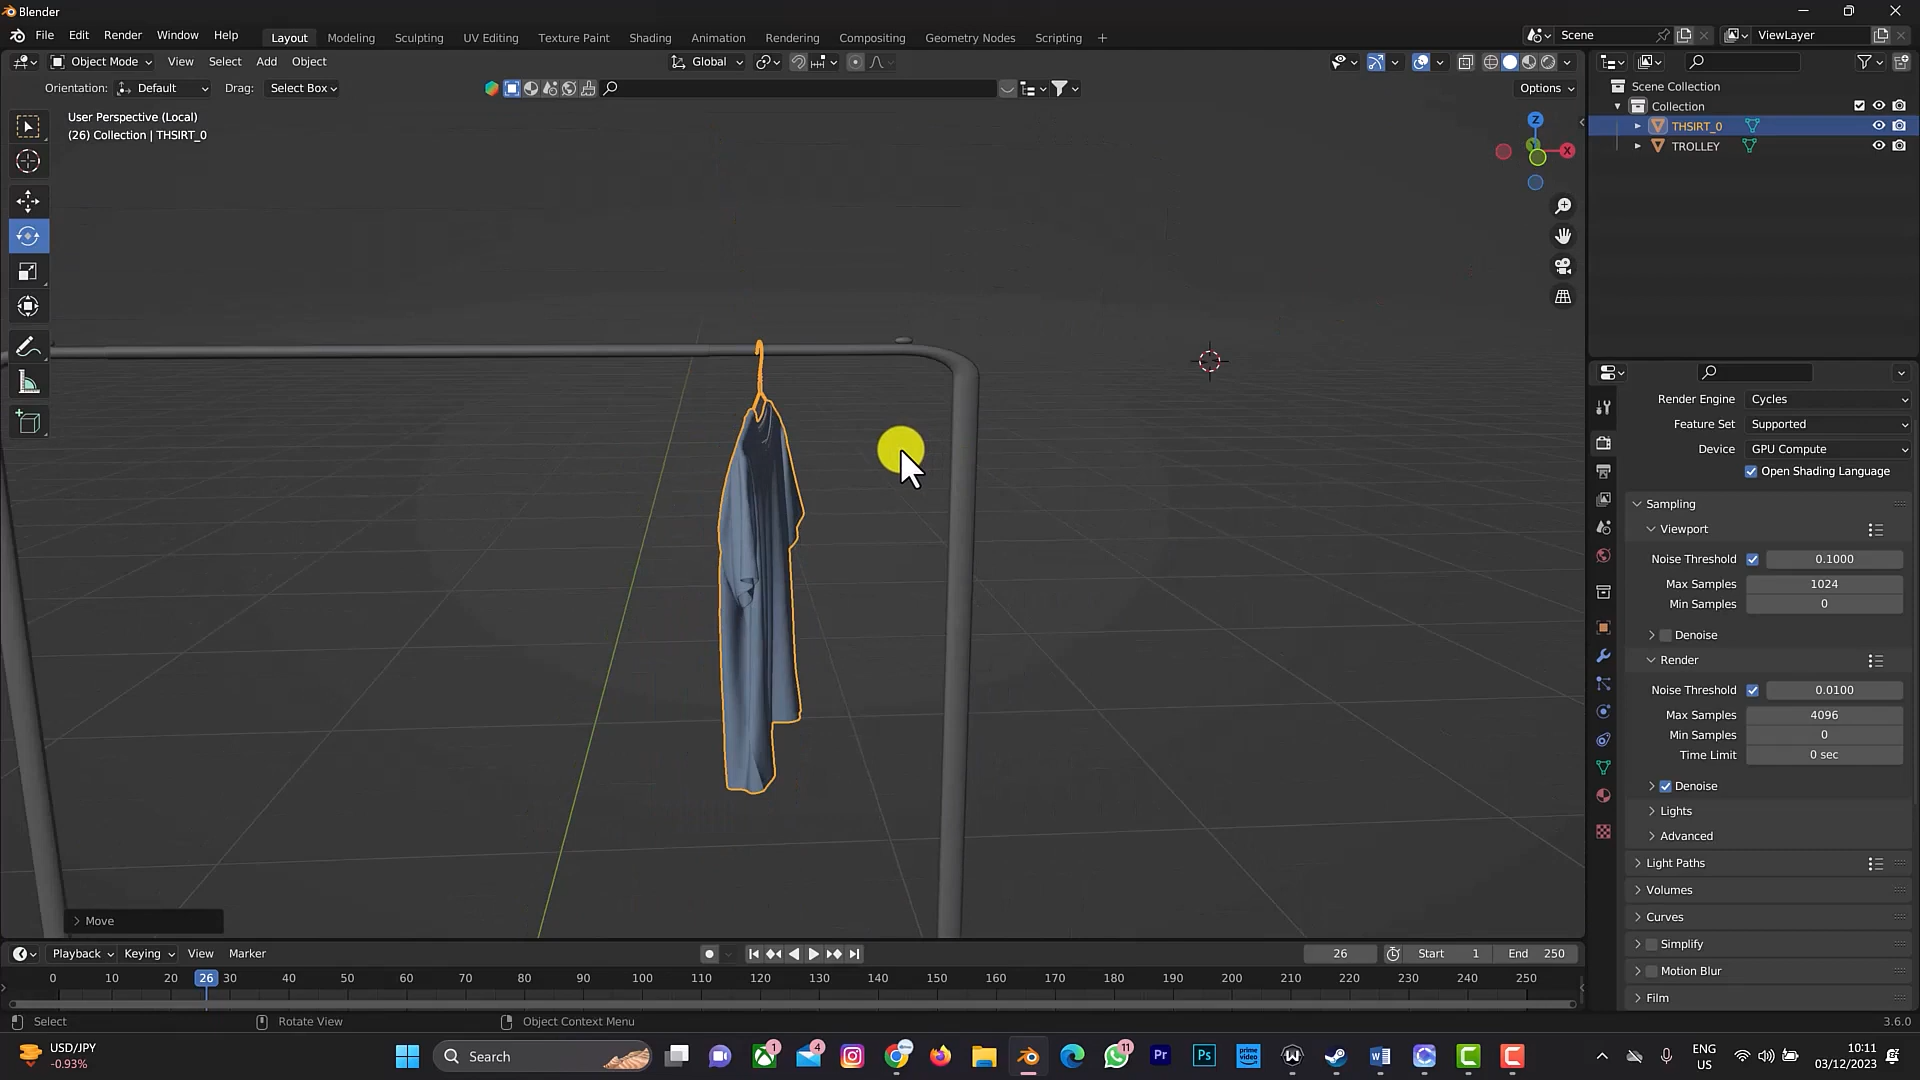 Blender
File Edit Render Window Help
Layout Modeling Sculpting UV Editing Texture Paint Shading Animation Rendering Compositing Geometry Nodes Scripting +
Scene
ViewLayer
Object Mode View Select Add Object
Global
Orientation: Default Drag: Select Box
Options
User Perspective (Local)
(26) Collection | THSIRT_0
Z
Y
X
Scene Collection
Collection
THSIRT_0
TROLLEY
Render Engine Cycles
Feature Set Supported
Device GPU Compute
Open Shading Language
Sampling
Viewport
Noise Threshold 0.1000
Max Samples 1024
Min Samples 0
Denoise
Render
Noise Threshold 0.0100
Max Samples 4096
Min Samples 0
Time Limit 0 sec
Denoise
Lights
Advanced
Light Paths
Volumes
Curves
Simplify
Motion Blur
Film
Move
Playback Keying View Marker
26 Start 1 End 250
0 10 20 26 30 40 50 60 70 80 90 100 110 120 130 140 150 160 170 180 190 200 210 220 230 240 250
Select Rotate View Object Context Menu
3.6.0
USD/JPY
-0.93%
Search
1
4
prime video
11
Pr
Ps
W
ENG
US
10:11
03/12/2023